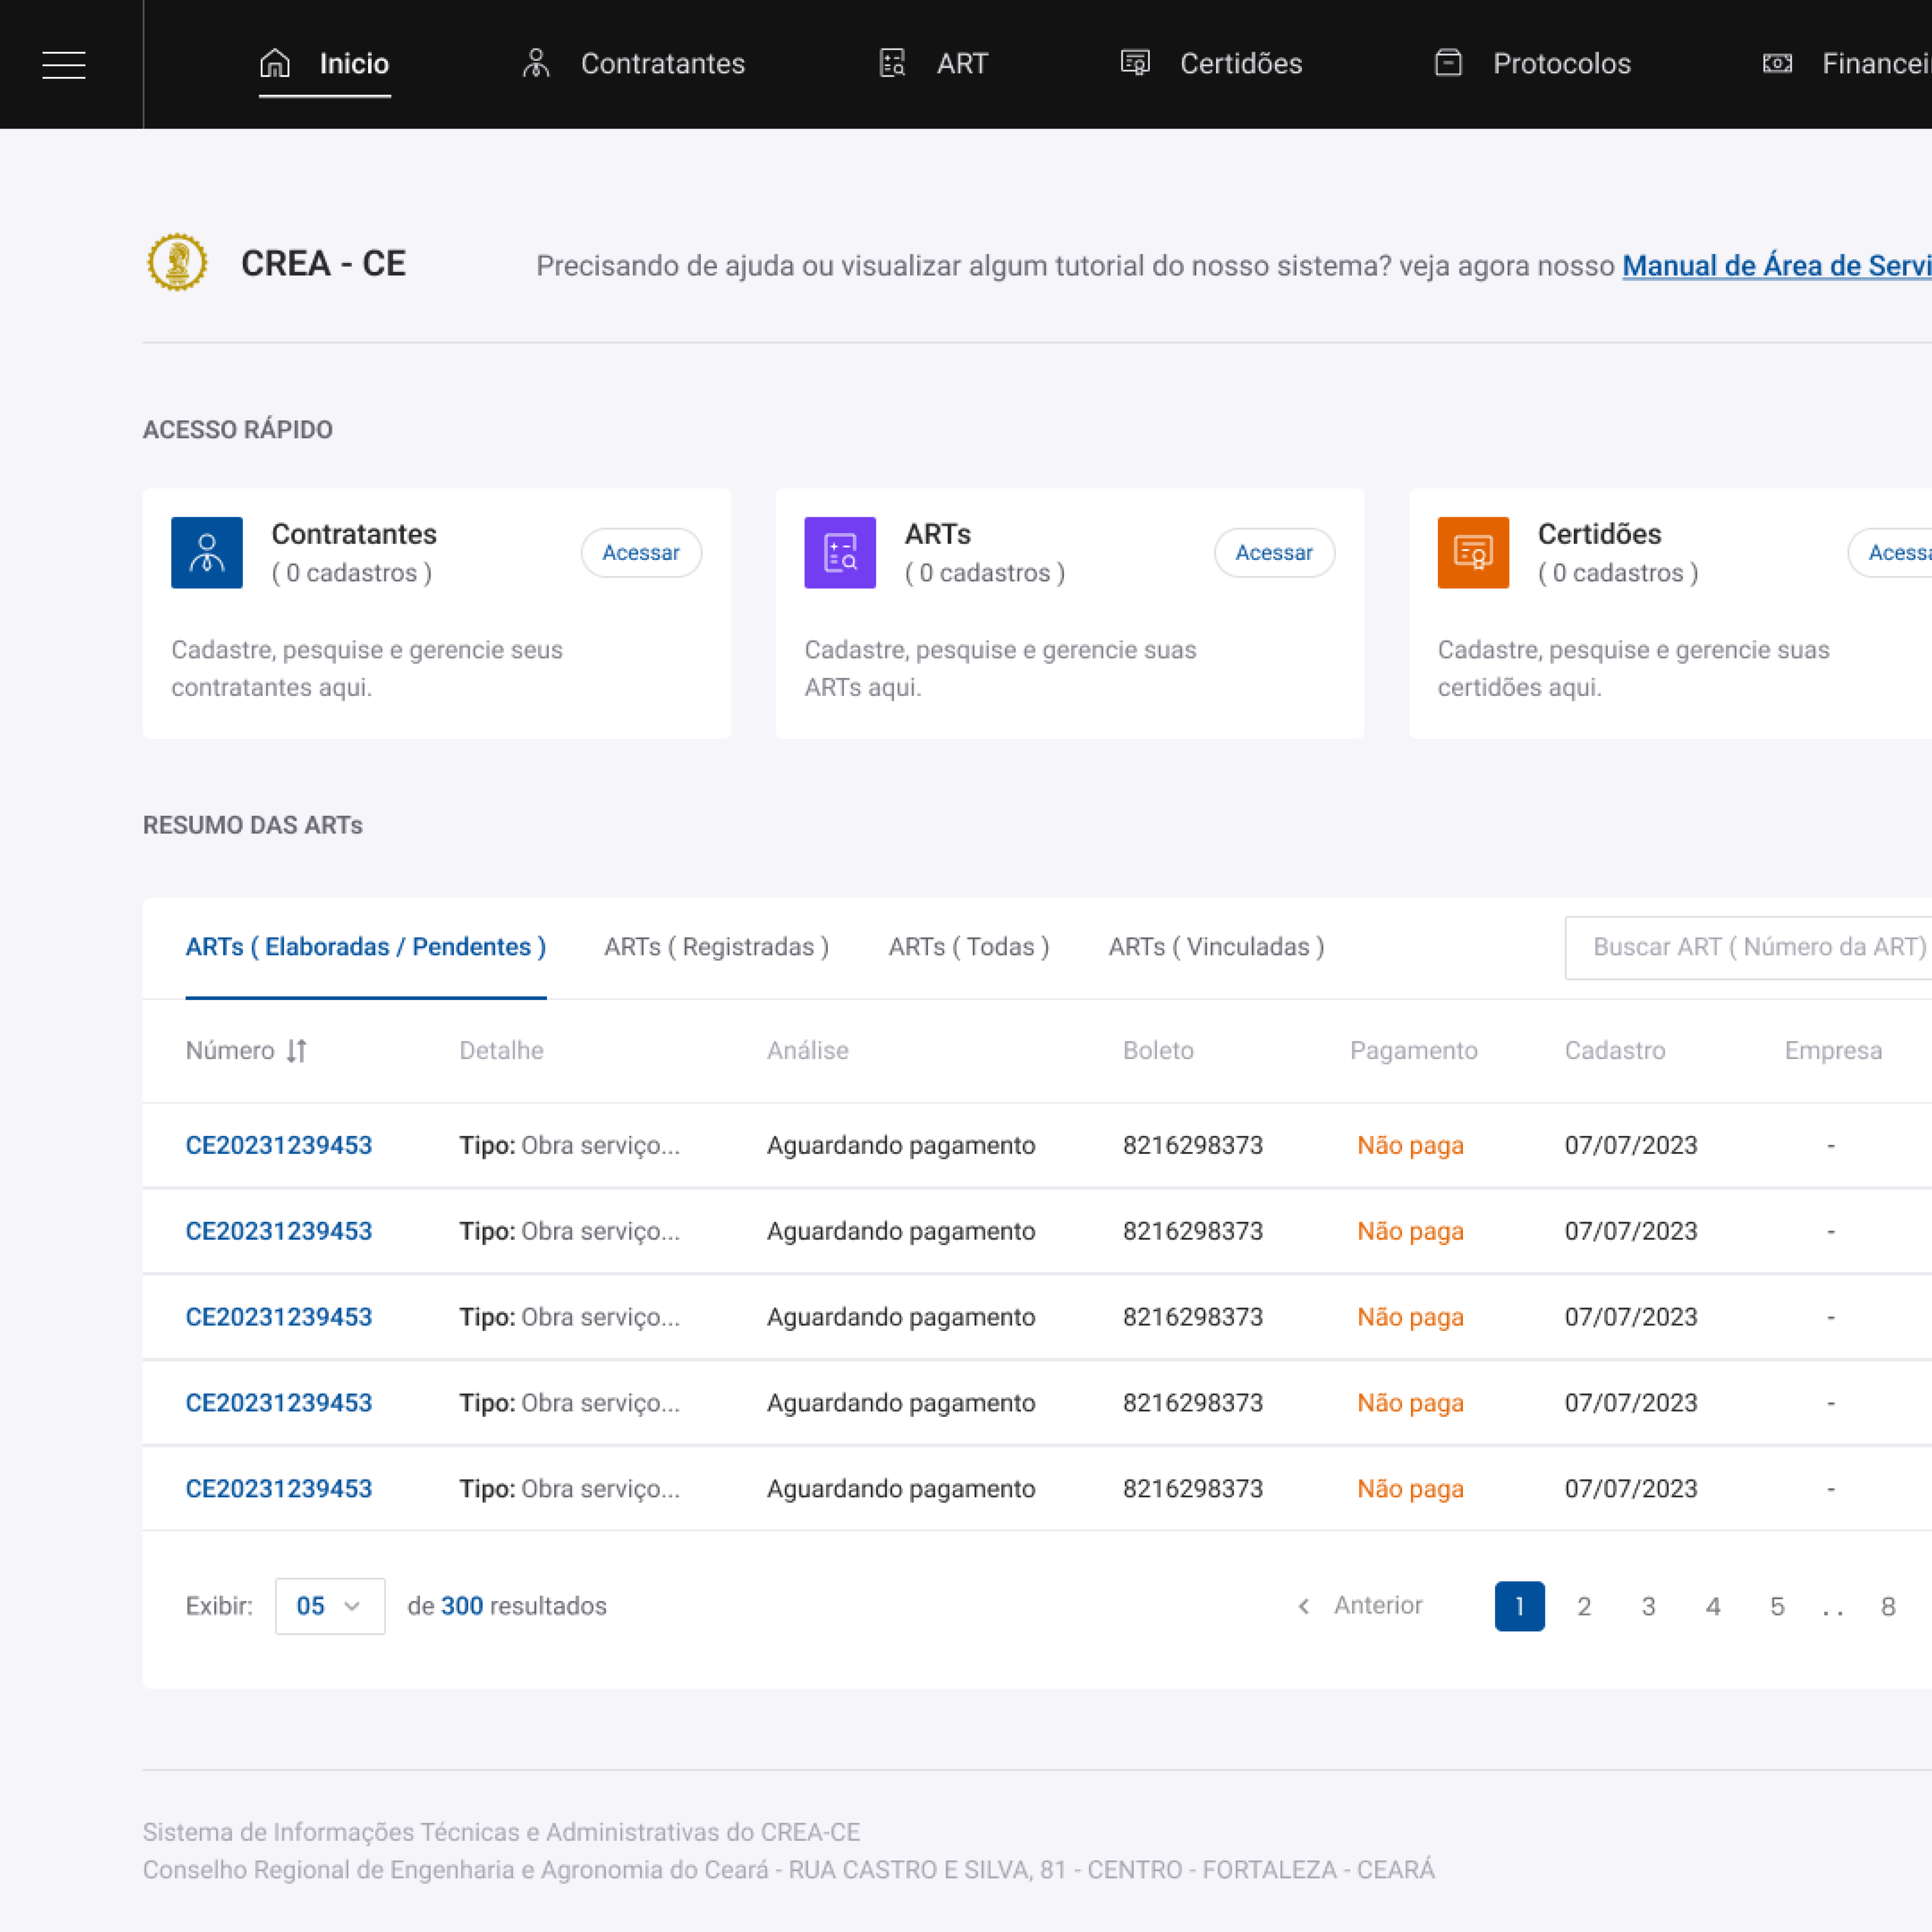 Inicio Contratantes ART Certidões Protocolos Financei
CREA - CE
Precisando de ajuda ou visualizar algum tutorial do nosso sistema? veja agora nosso Manual de Área de Servi
ACESSO RÁPIDO
Contratantes
( 0 cadastros )
Acessar
Cadastre, pesquise e gerencie seus
contratantes aqui.
ARTs
( 0 cadastros )
Acessar
Cadastre, pesquise e gerencie suas
ARTs aqui.
Certidões
( 0 cadastros )
Acessa
Cadastre, pesquise e gerencie suas
certidões aqui.
RESUMO DAS ARTs
ARTs ( Elaboradas / Pendentes ) ARTs ( Registradas ) ARTs ( Todas ) ARTs ( Vinculadas ) Buscar ART ( Número da ART)
Número Detalhe Análise Boleto Pagamento Cadastro Empresa
CE20231239453 Tipo: Obra serviço... Aguardando pagamento 8216298373 Não paga 07/07/2023 -
CE20231239453 Tipo: Obra serviço... Aguardando pagamento 8216298373 Não paga 07/07/2023 -
CE20231239453 Tipo: Obra serviço... Aguardando pagamento 8216298373 Não paga 07/07/2023 -
CE20231239453 Tipo: Obra serviço... Aguardando pagamento 8216298373 Não paga 07/07/2023 -
CE20231239453 Tipo: Obra serviço... Aguardando pagamento 8216298373 Não paga 07/07/2023 -
Exibir: 05 de 300 resultados ‹ Anterior 1 2 3 4 5 . . 8
Sistema de Informações Técnicas e Administrativas do CREA-CE
Conselho Regional de Engenharia e Agronomia do Ceará - RUA CASTRO E SILVA, 81 - CENTRO - FORTALEZA - CEARÁ